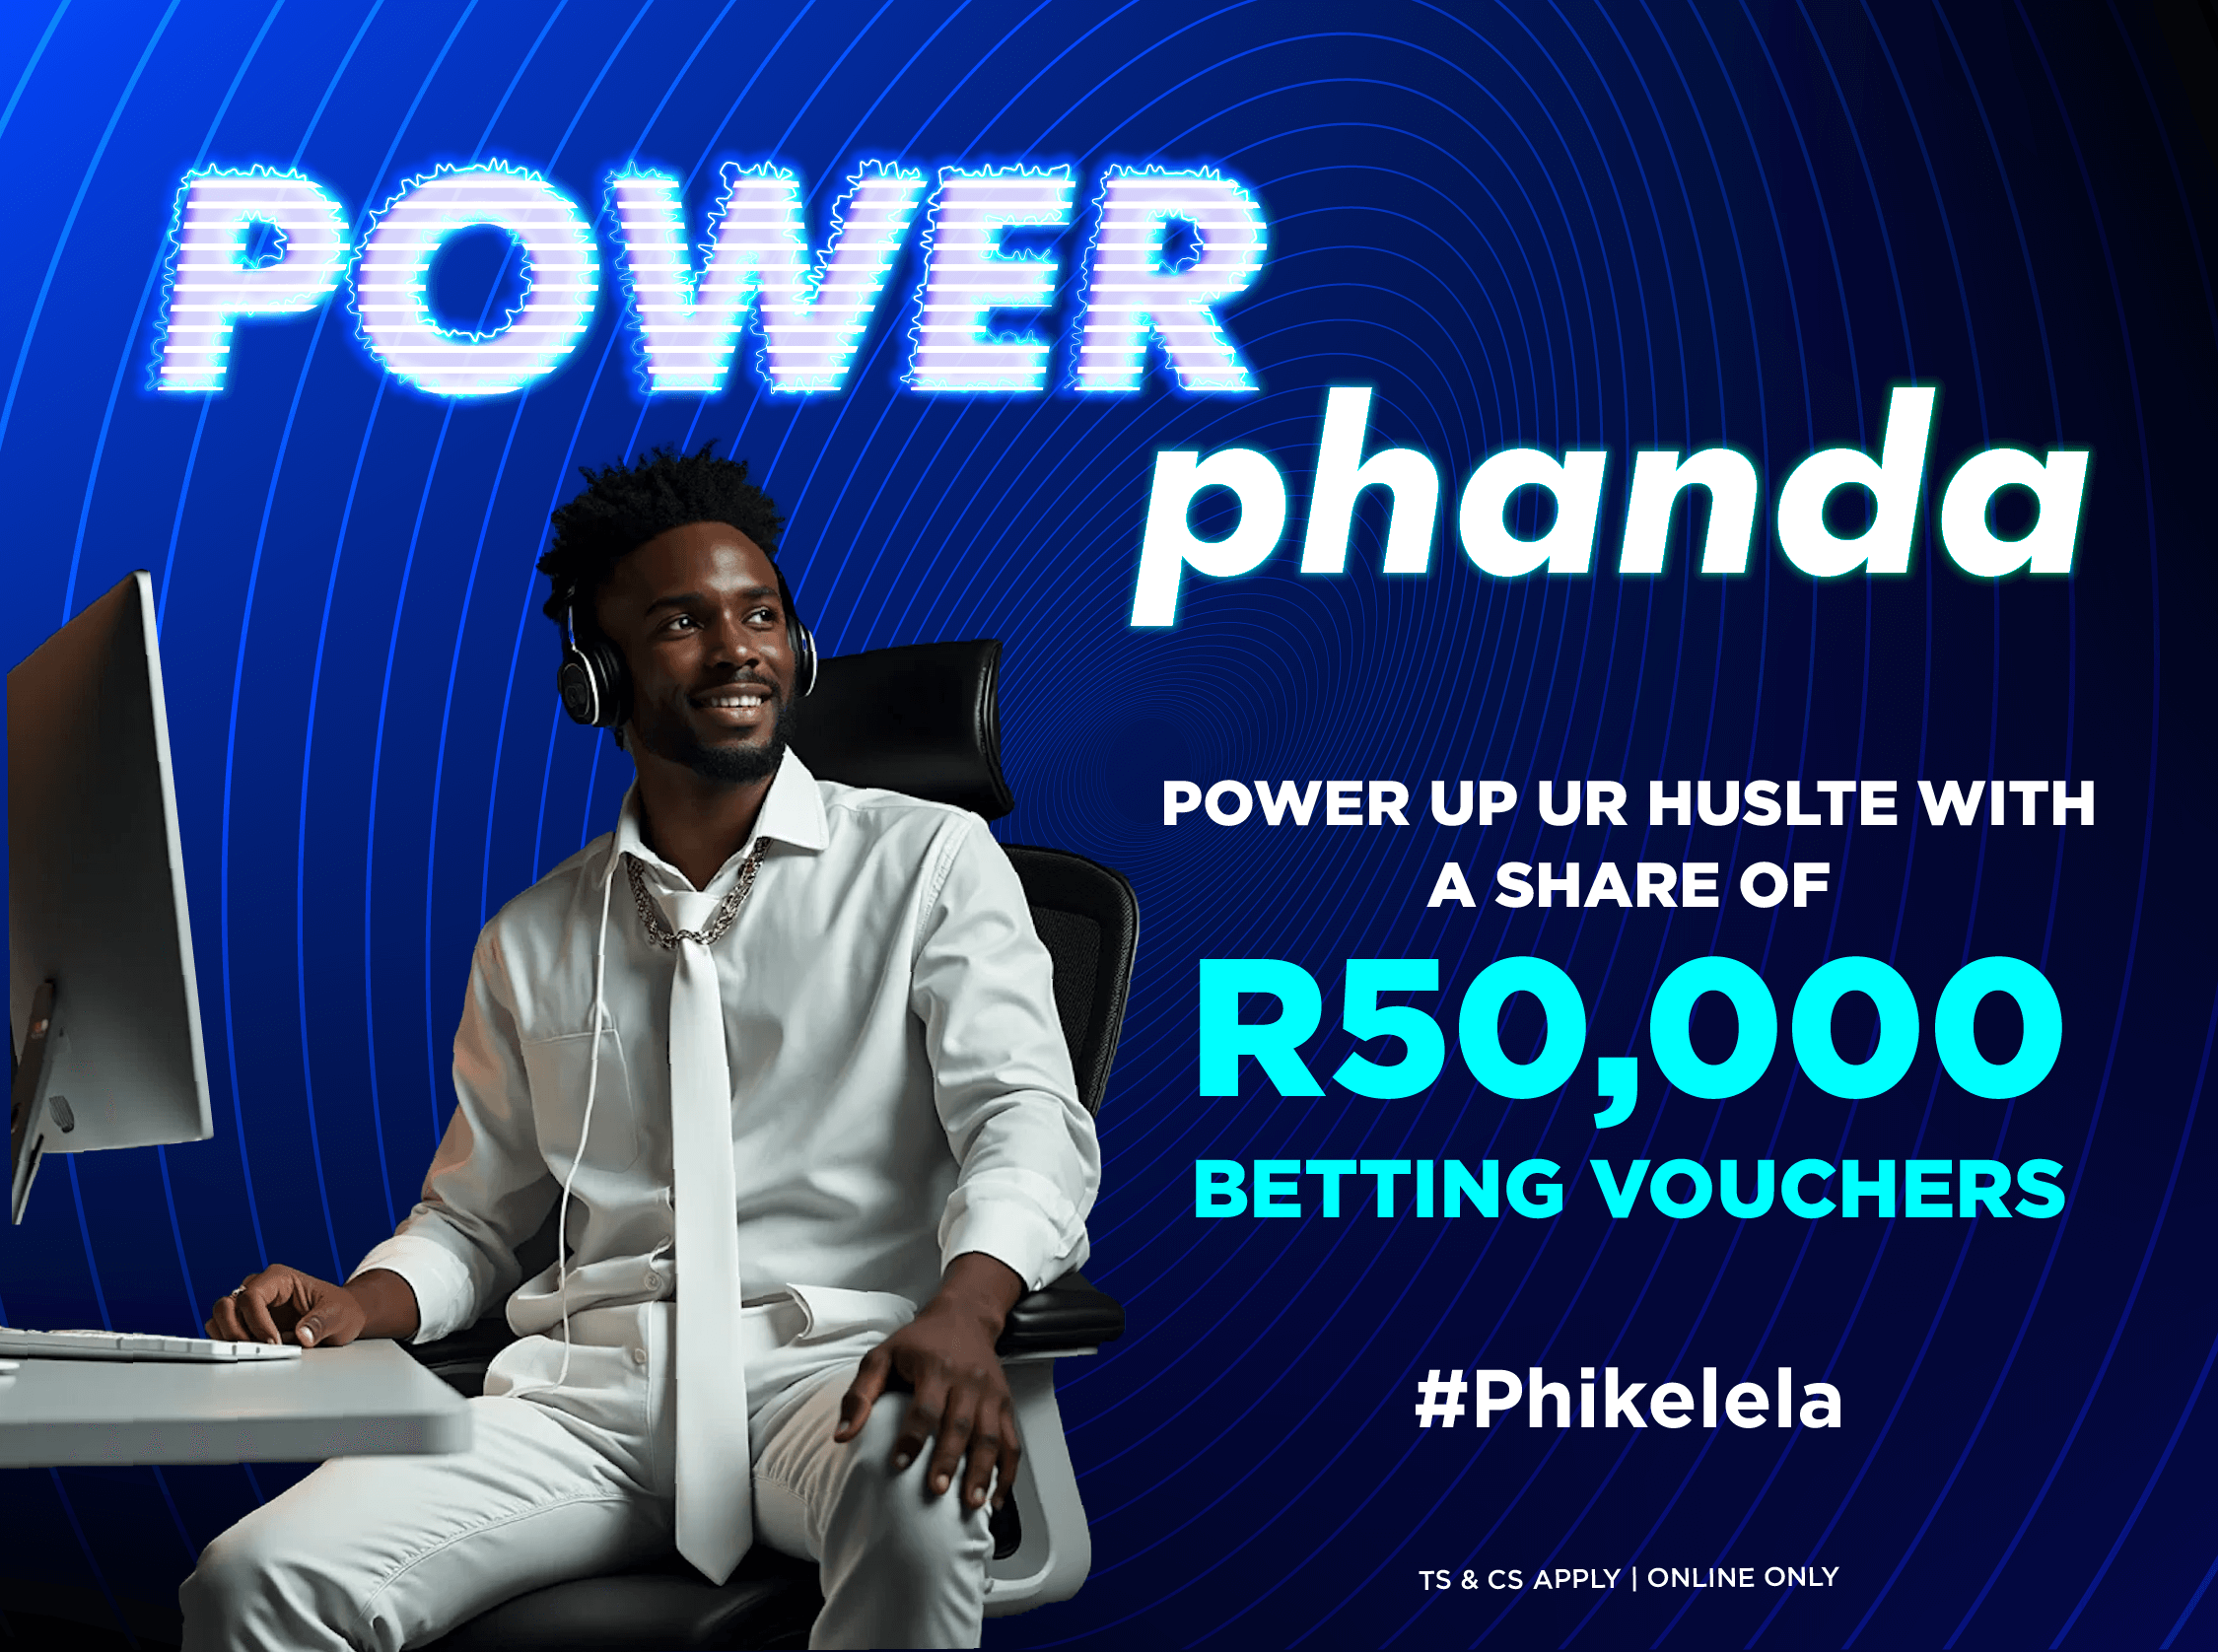 POWER
phanda
POWER UP UR HUSLTE WITH
A SHARE OF
R50,000
BETTING VOUCHERS
#Phikelela
TS & CS APPLY | ONLINE ONLY